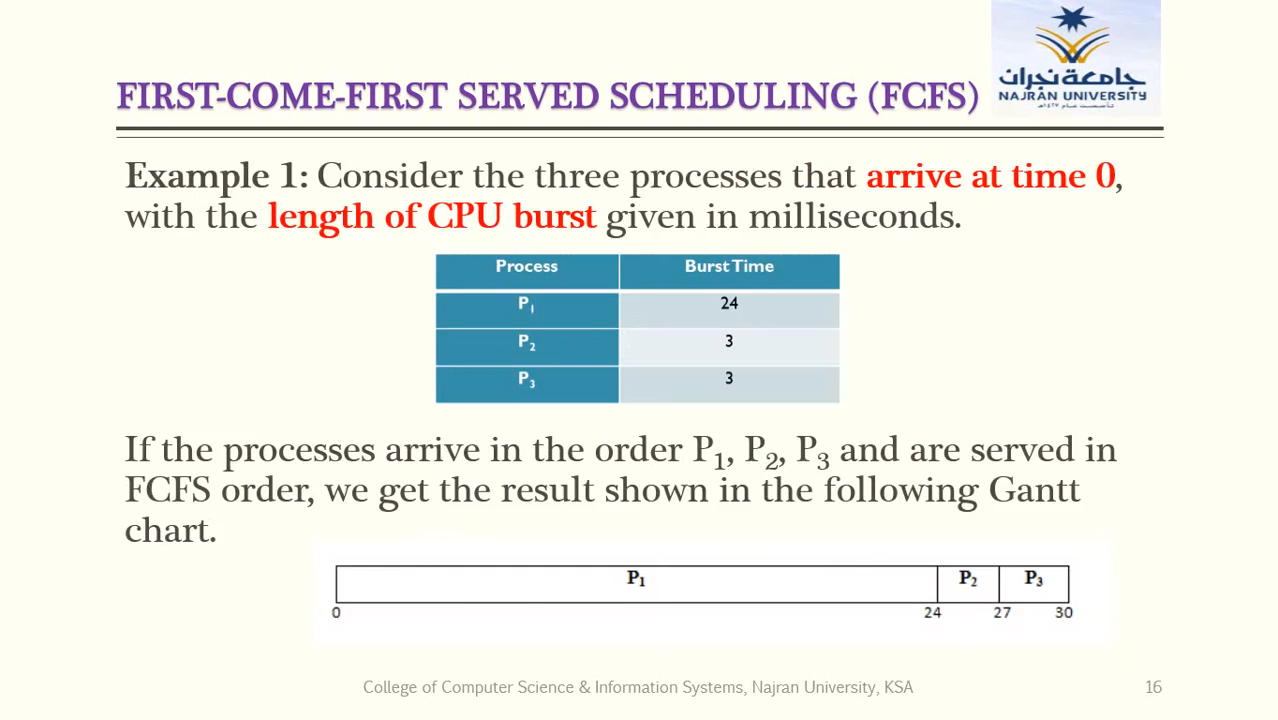 جامعة نجران
NAJRAN UNIVERSITY
تأسست عام ١٤٢٧هـ
FIRST-COME-FIRST SERVED SCHEDULING (FCFS)
Example 1: Consider the three processes that arrive at time 0,
with the length of CPU burst given in milliseconds.
Process Burst Time
P1 24
P2 3
P3 3
If the processes arrive in the order P1, P2, P3 and are served in
FCFS order, we get the result shown in the following Gantt
chart.
P1 P2 P3
0 24 27 30
College of Computer Science & Information Systems, Najran University, KSA 16